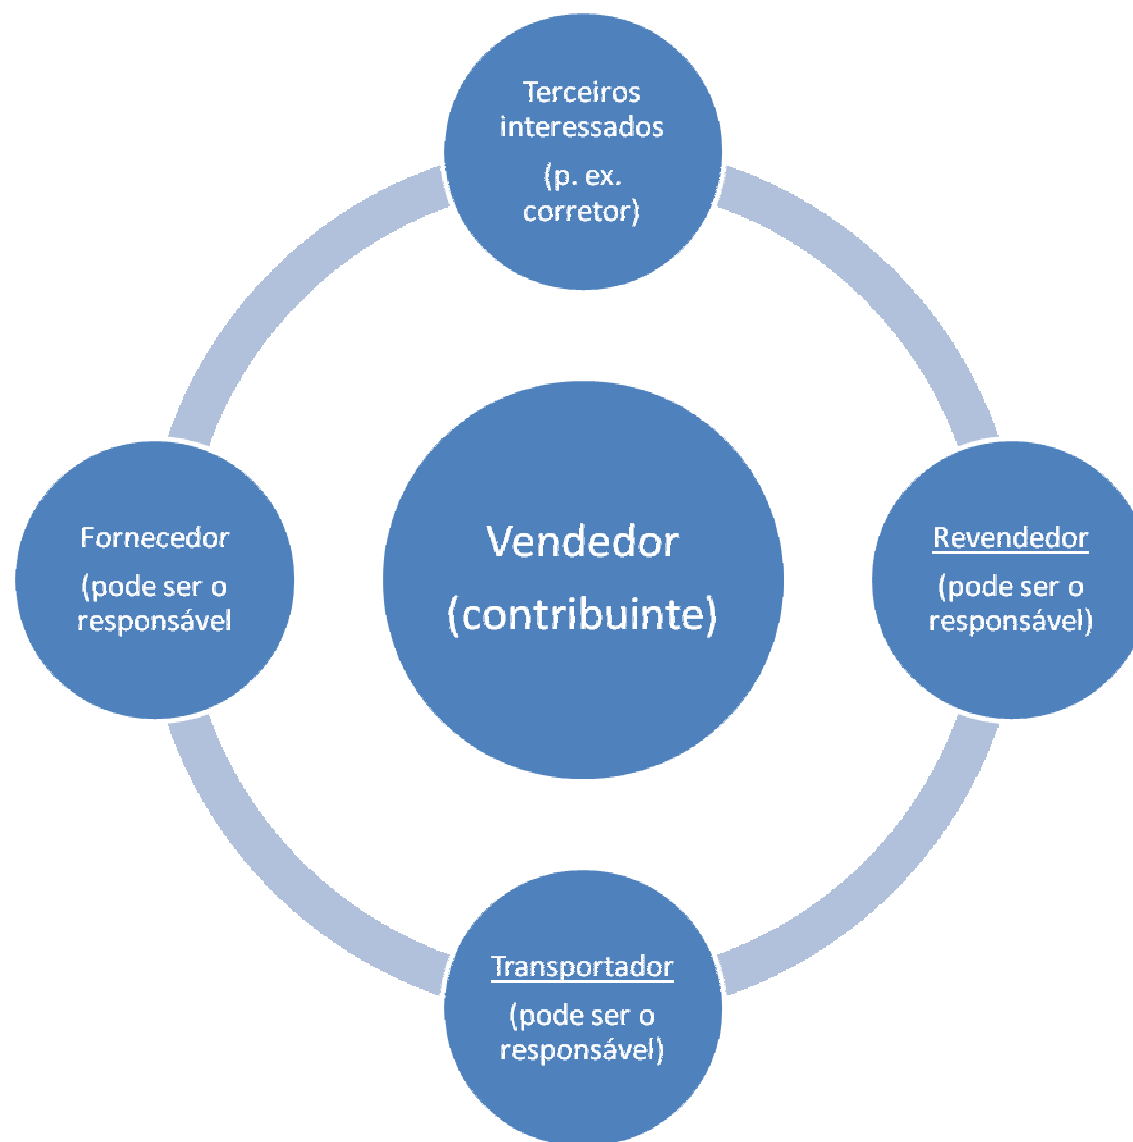 Terceiros
interessados
(p. ex.
corretor)
Fornecedor
(pode ser o
responsável
Vendedor
(contribuinte)
Revendedor
(pode ser o
responsável)
Transportador
(pode ser o
responsável)